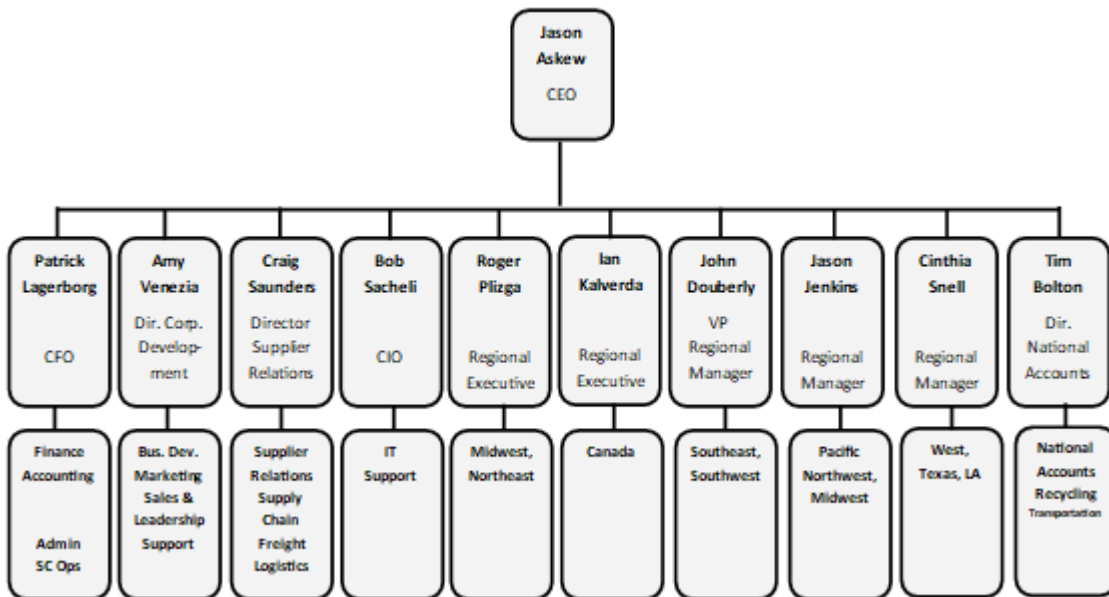 Jason
Askew
CEO
Patrick
Lagerborg
CFO
Amy
Venezia
Dir. Corp.
Develop-
ment
Craig
Saunders
Director
Supplier
Relations
Bob
Sacheli
CIO
Roger
Plizga
Regional
Executive
Ian
Kalverda
Regional
Executive
John
Douberly
VP
Regional
Manager
Jason
Jenkins
Regional
Manager
Cinthia
Snell
Regional
Manager
Tim
Bolton
Dir.
National
Accounts
Finance
Accounting
Admin
SC Ops
Bus. Dev.
Marketing
Sales &
Leadership
Support
Supplier
Relations
Supply
Chain
Freight
Logistics
IT
Support
Midwest,
Northeast
Canada
Southeast,
Southwest
Pacific
Northwest,
Midwest
West,
Texas, LA
National
Accounts
Recycling
Transportation